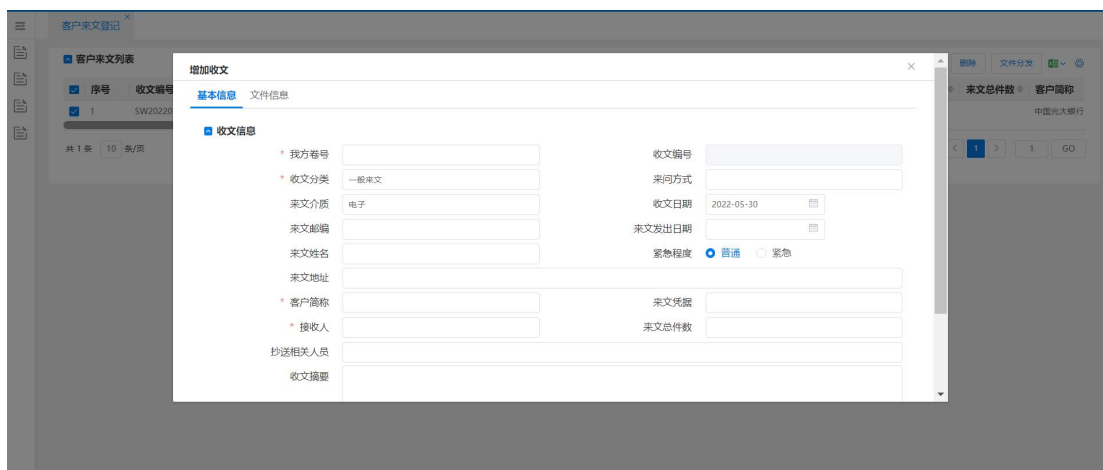 客户来文登记 ×
客户来文列表
删除 文件分发
序号 收文编号 来文总件数 客户简称
1 SW20220 中国光大银行
共 1 条 10 条/页 < 1 > 1 GO
增加收文 ×
基本信息 文件信息
收文信息
* 我方卷号 收文编号
* 收文分类 一般来文 来问方式
来文介质 电子 收文日期 2022-05-30
来文邮编 来文发出日期
来文姓名 紧急程度 普通 紧急
来文地址
* 客户简称 来文凭据
* 接收人 来文总件数
抄送相关人员
收文摘要